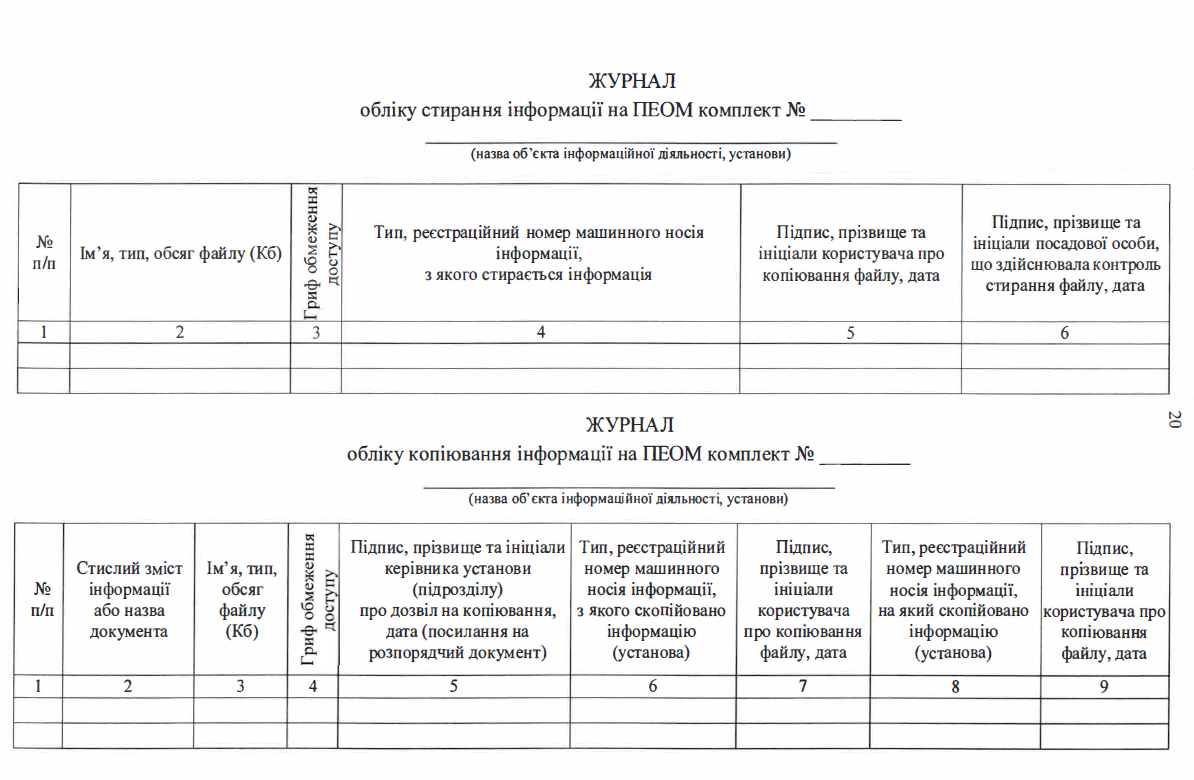 ЖУРНАЛ
обліку стирання інформації на ПЕОМ комплект № _________
(назва об’єкта інформаційної діяльності, установи)
№
п/п
Ім’я, тип, обсяг файлу (Кб)
Гриф обмеження
доступу
Тип, реєстраційний номер машинного носія
інформації,
з якого стирається інформація
Підпис, прізвище та
ініціали користувача про
копіювання файлу, дата
Підпис, прізвище та
ініціали посадової особи,
що здійснювала контроль
стирання файлу, дата
1 2 3 4 5 6
20
ЖУРНАЛ
обліку копіювання інформації на ПЕОМ комплект № _________
(назва об’єкта інформаційної діяльності, установи)
№
п/п
Стислий зміст
інформації
або назва
документа
Ім’я, тип,
обсяг
файлу
(Кб)
Гриф обмеження
доступу
Підпис, прізвище та ініціали
керівника установи
(підрозділу)
про дозвіл на копіювання,
дата (посилання на
розпорядчий документ)
Тип, реєстраційний
номер машинного
носія інформації,
з якого скопійовано
інформацію
(установа)
Підпис,
прізвище та
ініціали
користувача
про копіювання
файлу, дата
Тип, реєстраційний
номер машинного
носія інформації,
на який скопійовано
інформацію
(установа)
Підпис,
прізвище та
ініціали
користувача про
копіювання
файлу, дата
1 2 3 4 5 6 7 8 9